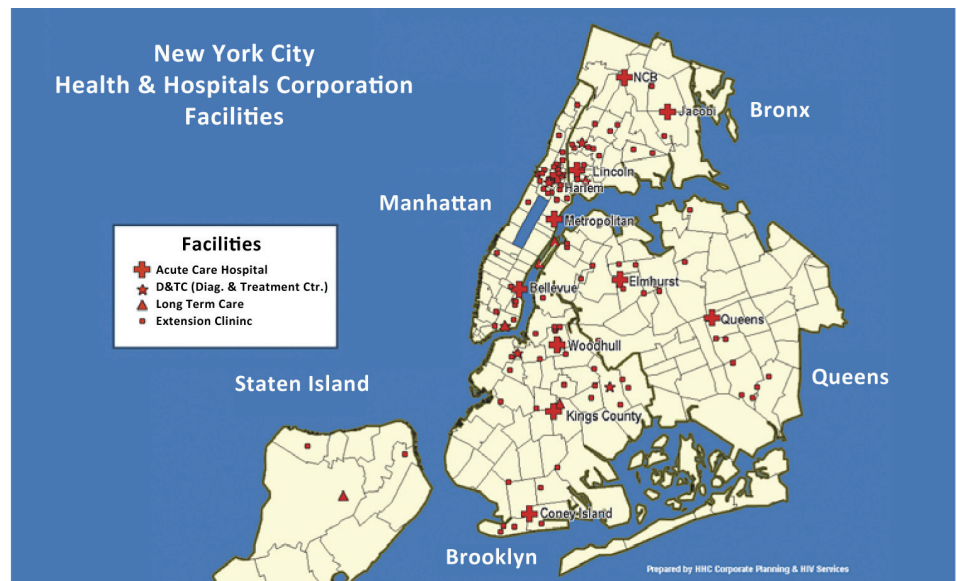 New York City
Health & Hospitals Corporation
Facilities
NCB
Jacobi
Bronx
Lincoln
Harlem
Manhattan
Metropolitan
Facilities
Acute Care Hospital
D&TC (Diag. & Treatment Ctr.)
Long Term Care
Extension Clininc
Elmhurst
Bellevue
Queens
Woodhull
Staten Island
Queens
Kings County
Coney Island
Brooklyn
Prepared by HHC Corporate Planning & HIV Services